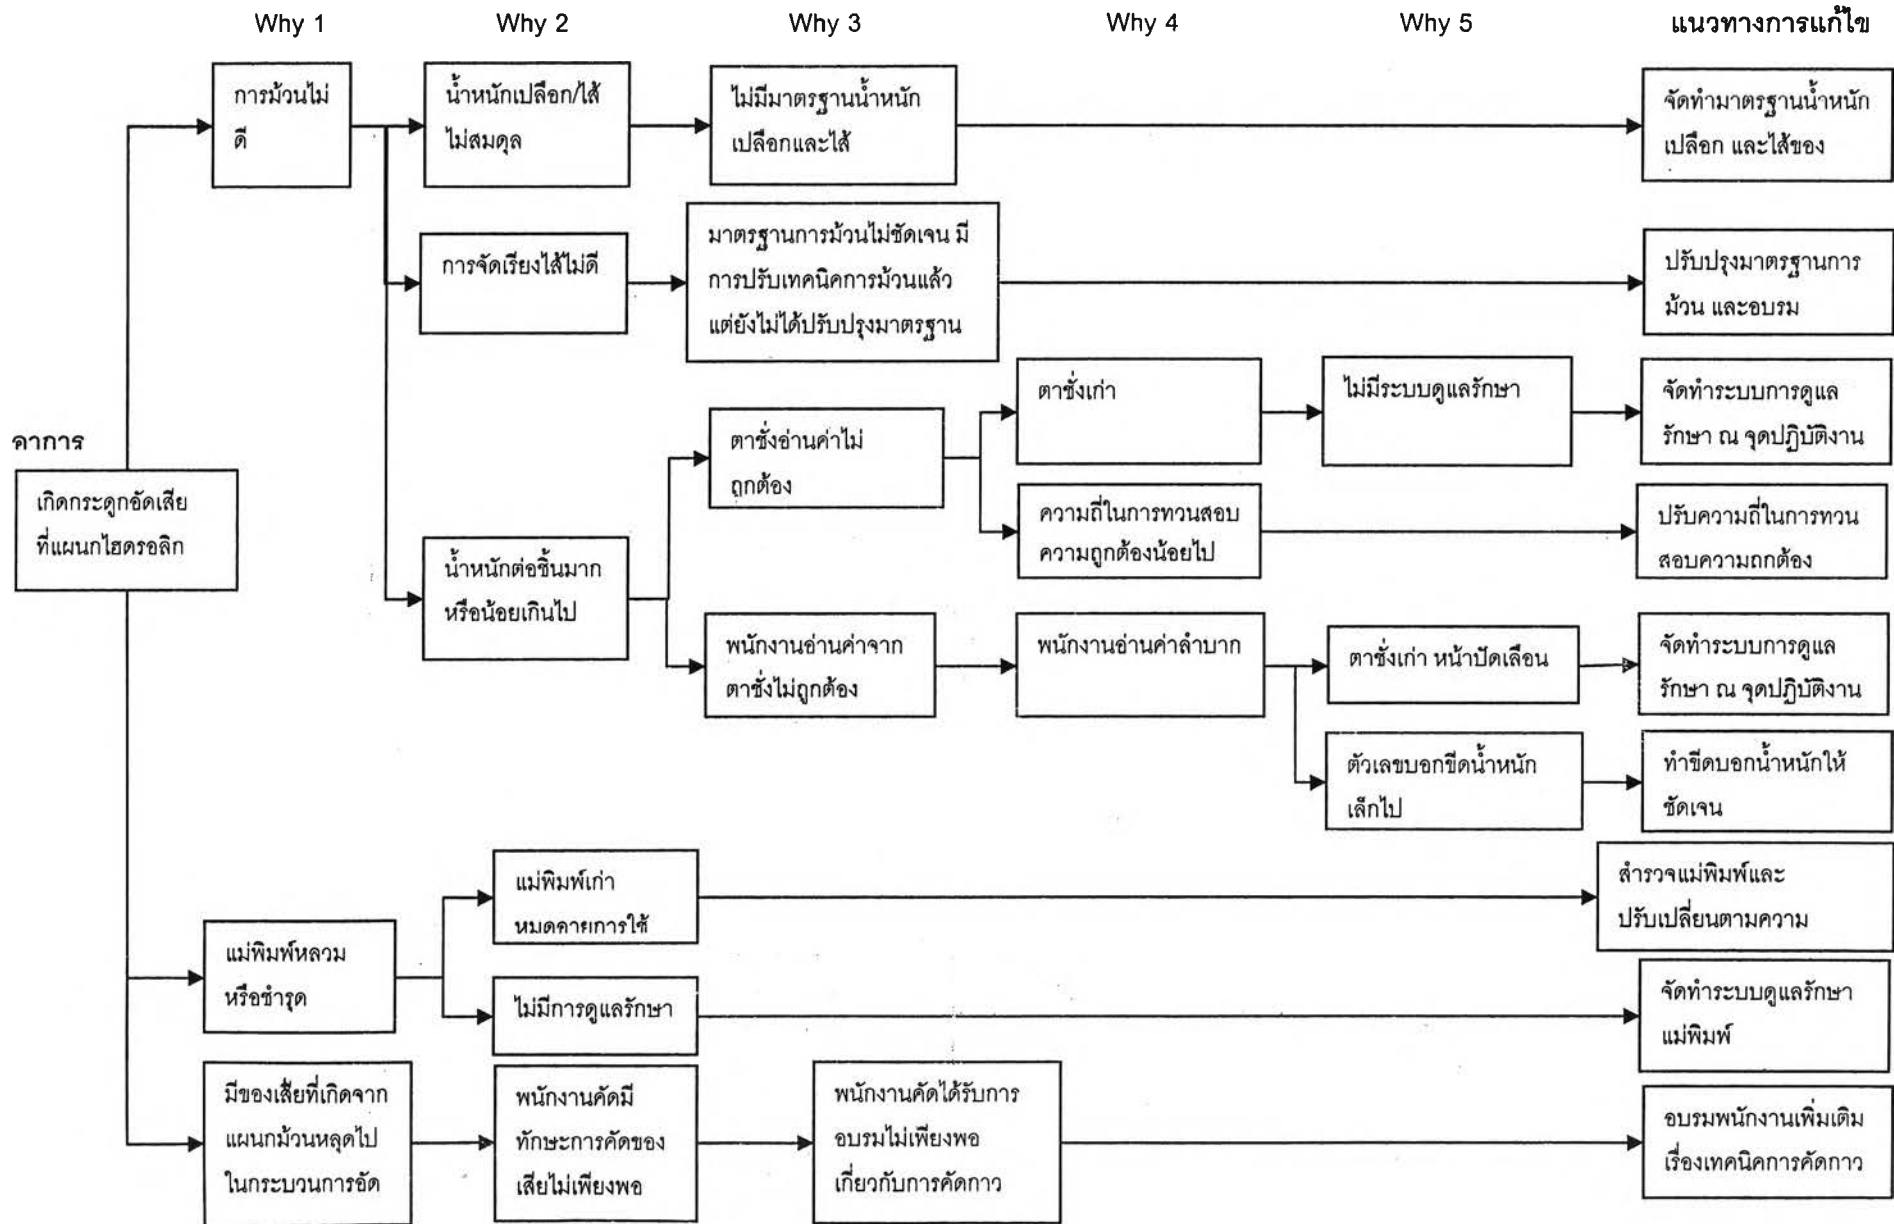 Why 1
Why 2
Why 3
Why 4
Why 5
แนวทางการแก้ไข
การม้วนไม่
ดี
น้ำหนักเปลือก/ไส้
ไม่สมดุล
ไม่มีมาตรฐานน้ำหนัก
เปลือกและไส้
จัดทำมาตรฐานน้ำหนัก
เปลือก และไส้ของ
การจัดเรียงไส้ไม่ดี
มาตรฐานการม้วนไม่ชัดเจน มี
การปรับเทคนิคการม้วนแล้ว
แต่ยังไม่ได้ปรับปรุงมาตรฐาน
ปรับปรุงมาตรฐานการ
ม้วน และอบรม
ตาชั่งเก่า
ไม่มีระบบดูแลรักษา
จัดทำระบบการดูแล
รักษา ณ จุดปฏิบัติงาน
อาการ
เกิดกระดูกอัดเสีย
ที่แผนกไฮดรอลิก
ตาชั่งอ่านค่าไม่
ถูกต้อง
ความถี่ในการทวนสอบ
ความถูกต้องน้อยไป
ปรับความถี่ในการทวน
สอบความถูกต้อง
น้ำหนักต่อชิ้นมาก
หรือน้อยเกินไป
พนักงานอ่านค่าจาก
ตาชั่งไม่ถูกต้อง
พนักงานอ่านค่าลำบาก
ตาชั่งเก่า หน้าปัดเลือน
จัดทำระบบการดูแล
รักษา ณ จุดปฏิบัติงาน
ตัวเลขบอกขีดน้ำหนัก
เล็กไป
ทำขีดบอกน้ำหนักให้
ชัดเจน
แม่พิมพ์หลวม
หรือชำรุด
แม่พิมพ์เก่า
หมดอายุการใช้
สำรวจแม่พิมพ์และ
ปรับเปลี่ยนตามความ
ไม่มีการดูแลรักษา
จัดทำระบบดูแลรักษา
แม่พิมพ์
มีของเสียที่เกิดจาก
แผนกม้วนหลุดไป
ในกระบวนการอัด
พนักงานคัดมี
ทักษะการคัดของ
เสียไม่เพียงพอ
พนักงานคัดได้รับการ
อบรมไม่เพียงพอ
เกี่ยวกับการคัดกาว
อบรมพนักงานเพิ่มเติม
เรื่องเทคนิคการคัดกาว